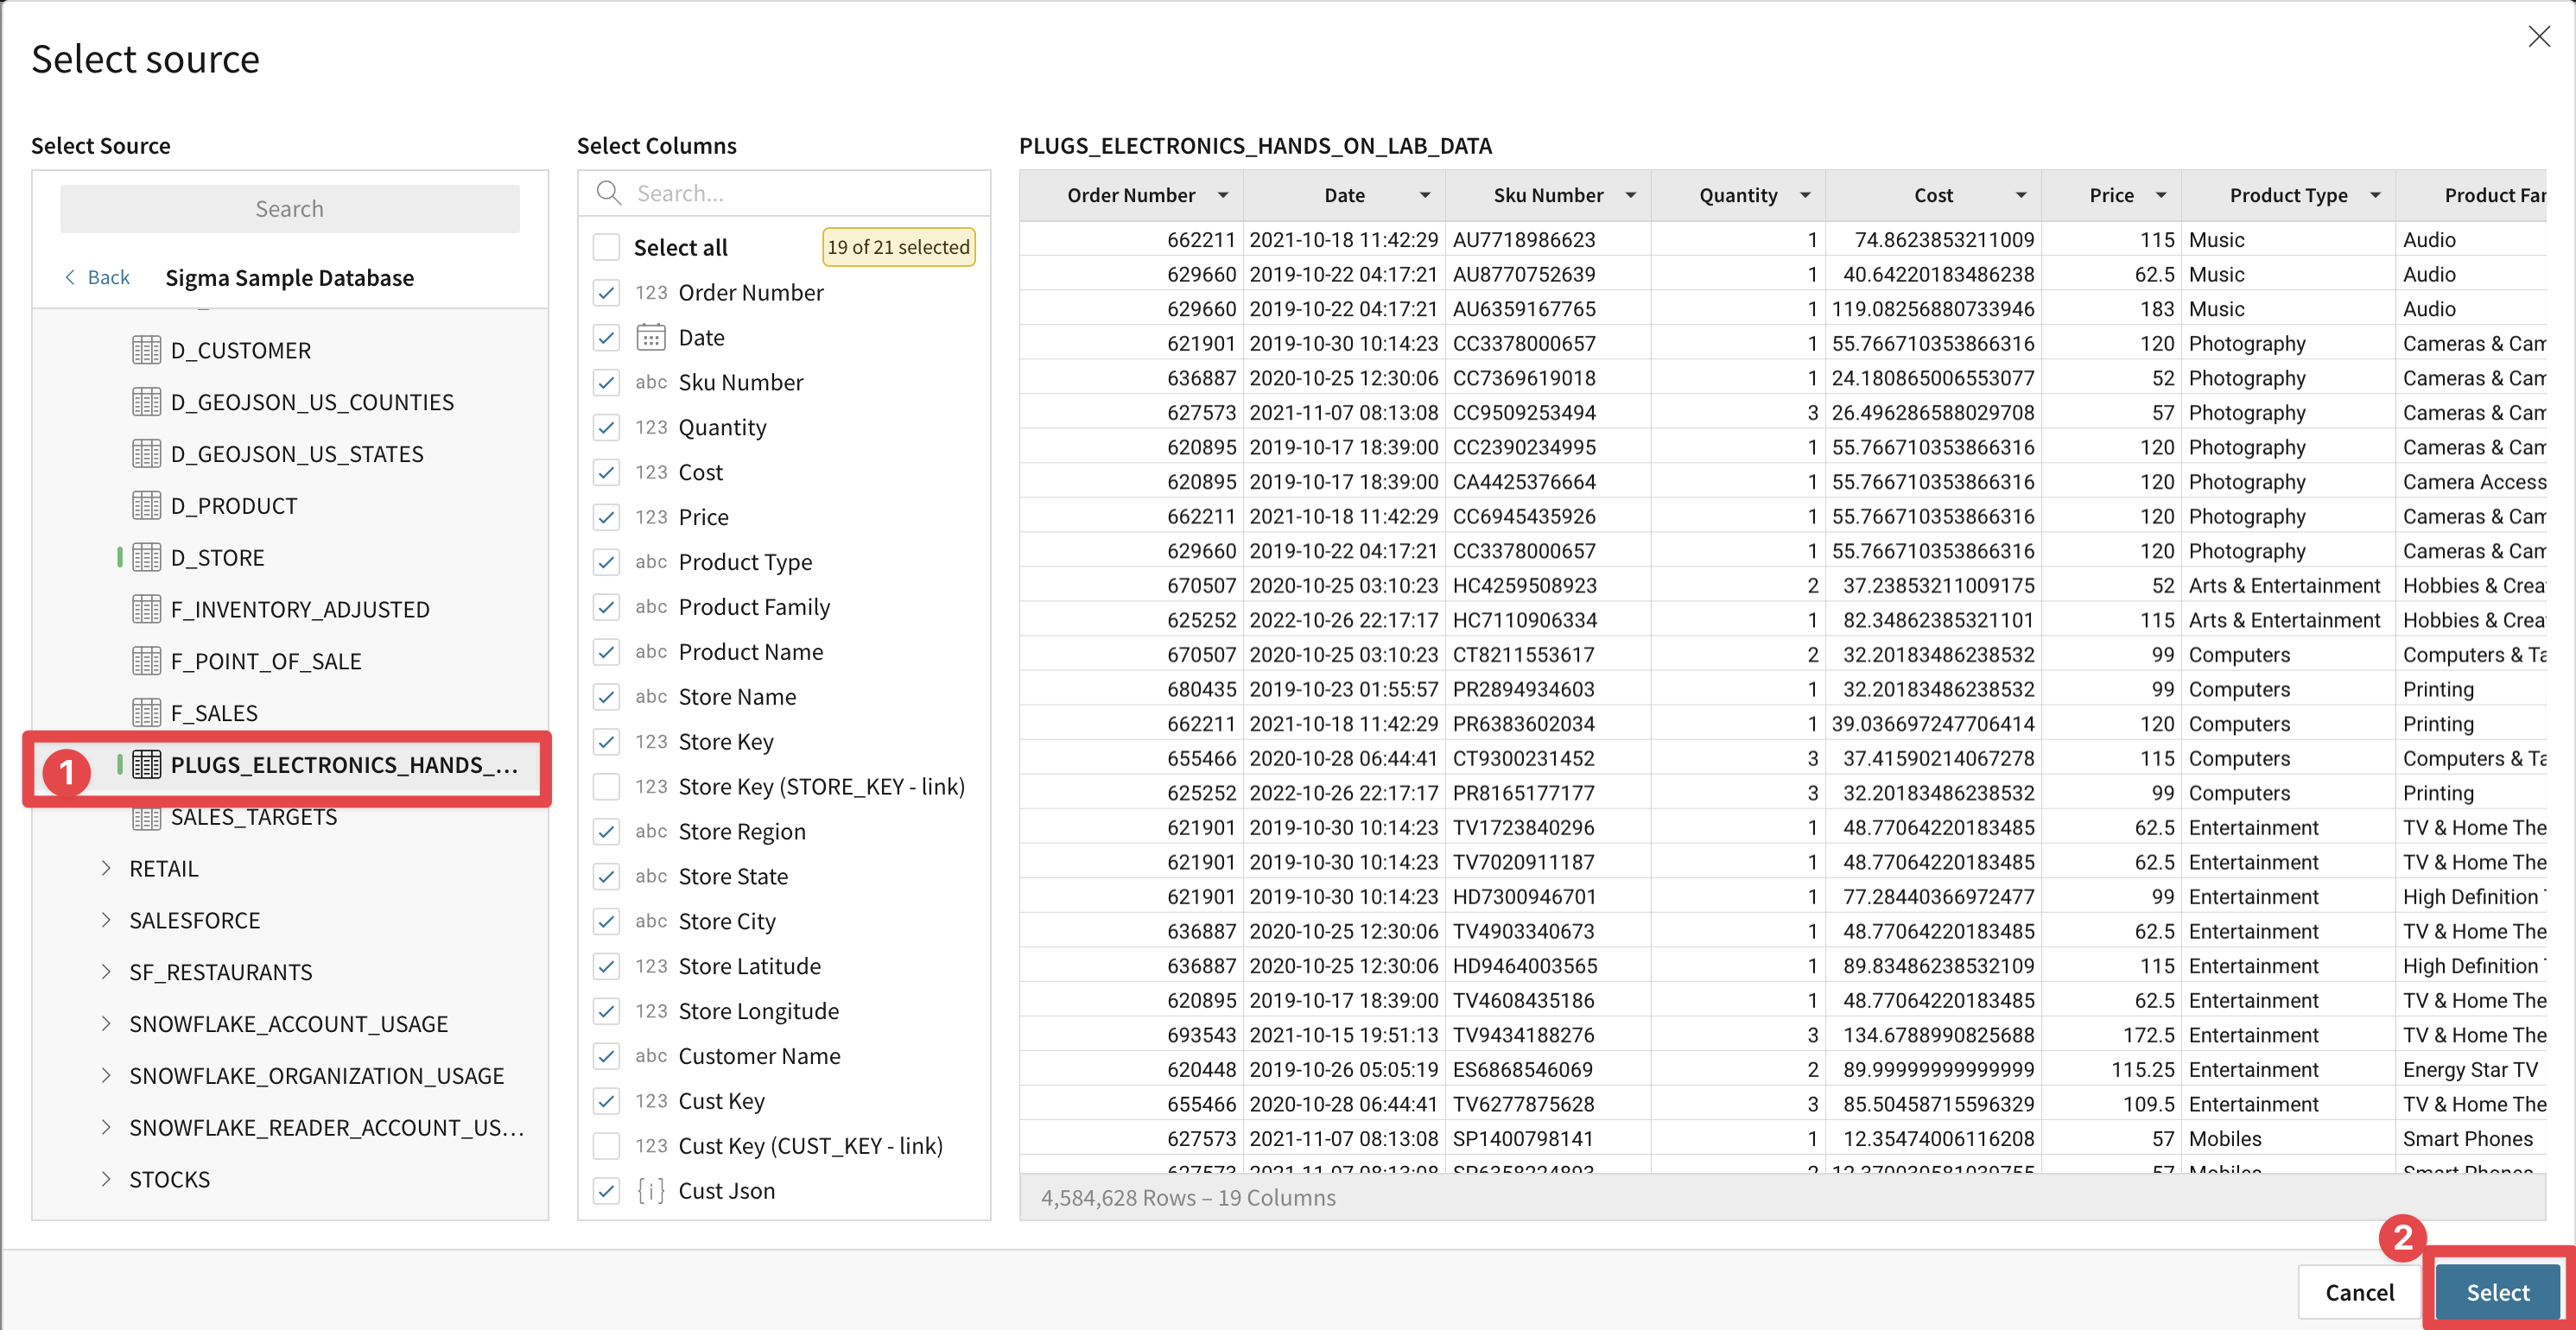 Select source
Select Source
Search
Back Sigma Sample Database
D_CUSTOMER
D_GEOJSON_US_COUNTIES
D_GEOJSON_US_STATES
D_PRODUCT
D_STORE
F_INVENTORY_ADJUSTED
F_POINT_OF_SALE
F_SALES
1 PLUGS_ELECTRONICS_HANDS_...
SALES_TARGETS
RETAIL
SALESFORCE
SF_RESTAURANTS
SNOWFLAKE_ACCOUNT_USAGE
SNOWFLAKE_ORGANIZATION_USAGE
SNOWFLAKE_READER_ACCOUNT_US...
STOCKS
Select Columns
Search...
Select all 19 of 21 selected
123 Order Number
Date
abc Sku Number
123 Quantity
123 Cost
123 Price
abc Product Type
abc Product Family
abc Product Name
abc Store Name
123 Store Key
123 Store Key (STORE_KEY - link)
abc Store Region
abc Store State
abc Store City
123 Store Latitude
123 Store Longitude
abc Customer Name
123 Cust Key
123 Cust Key (CUST_KEY - link)
{i} Cust Json
PLUGS_ELECTRONICS_HANDS_ON_LAB_DATA
Order Number Date Sku Number Quantity Cost Price Product Type Product Far
662211 2021-10-18 11:42:29 AU7718986623 1 74.8623853211009 115 Music Audio
629660 2019-10-22 04:17:21 AU8770752639 1 40.64220183486238 62.5 Music Audio
629660 2019-10-22 04:17:21 AU6359167765 1 119.08256880733946 183 Music Audio
621901 2019-10-30 10:14:23 CC3378000657 1 55.766710353866316 120 Photography Cameras & Cam
636887 2020-10-25 12:30:06 CC7369619018 1 24.180865006553077 52 Photography Cameras & Cam
627573 2021-11-07 08:13:08 CC9509253494 3 26.496286588029708 57 Photography Cameras & Cam
620895 2019-10-17 18:39:00 CC2390234995 1 55.766710353866316 120 Photography Cameras & Cam
620895 2019-10-17 18:39:00 CA4425376664 1 55.766710353866316 120 Photography Camera Access
662211 2021-10-18 11:42:29 CC6945435926 1 55.766710353866316 120 Photography Cameras & Cam
629660 2019-10-22 04:17:21 CC3378000657 1 55.766710353866316 120 Photography Cameras & Cam
670507 2020-10-25 03:10:23 HC4259508923 2 37.23853211009175 52 Arts & Entertainment Hobbies & Crea
625252 2022-10-26 22:17:17 HC7110906334 1 82.34862385321101 115 Arts & Entertainment Hobbies & Crea
670507 2020-10-25 03:10:23 CT8211553617 2 32.20183486238532 99 Computers Computers & Ta
680435 2019-10-23 01:55:57 PR2894934603 1 32.20183486238532 99 Computers Printing
662211 2021-10-18 11:42:29 PR6383602034 1 39.036697247706414 120 Computers Printing
655466 2020-10-28 06:44:41 CT9300231452 3 37.41590214067278 115 Computers Computers & Ta
625252 2022-10-26 22:17:17 PR8165177177 3 32.20183486238532 99 Computers Printing
621901 2019-10-30 10:14:23 TV1723840296 1 48.77064220183485 62.5 Entertainment TV & Home The
621901 2019-10-30 10:14:23 TV7020911187 1 48.77064220183485 62.5 Entertainment TV & Home The
621901 2019-10-30 10:14:23 HD7300946701 1 77.28440366972477 99 Entertainment High Definition
636887 2020-10-25 12:30:06 TV4903340673 1 48.77064220183485 62.5 Entertainment TV & Home The
636887 2020-10-25 12:30:06 HD9464003565 1 89.83486238532109 115 Entertainment High Definition
620895 2019-10-17 18:39:00 TV4608435186 1 48.77064220183485 62.5 Entertainment TV & Home The
693543 2021-10-15 19:51:13 TV9434188276 3 134.6788990825688 172.5 Entertainment TV & Home The
620448 2019-10-26 05:05:19 ES6868546069 2 89.99999999999999 115.25 Entertainment Energy Star TV
655466 2020-10-28 06:44:41 TV6277875628 3 85.50458715596329 109.5 Entertainment TV & Home The
627573 2021-11-07 08:13:08 SP1400798141 1 12.35474006116208 57 Mobiles Smart Phones
4,584,628 Rows – 19 Columns
2
Cancel Select